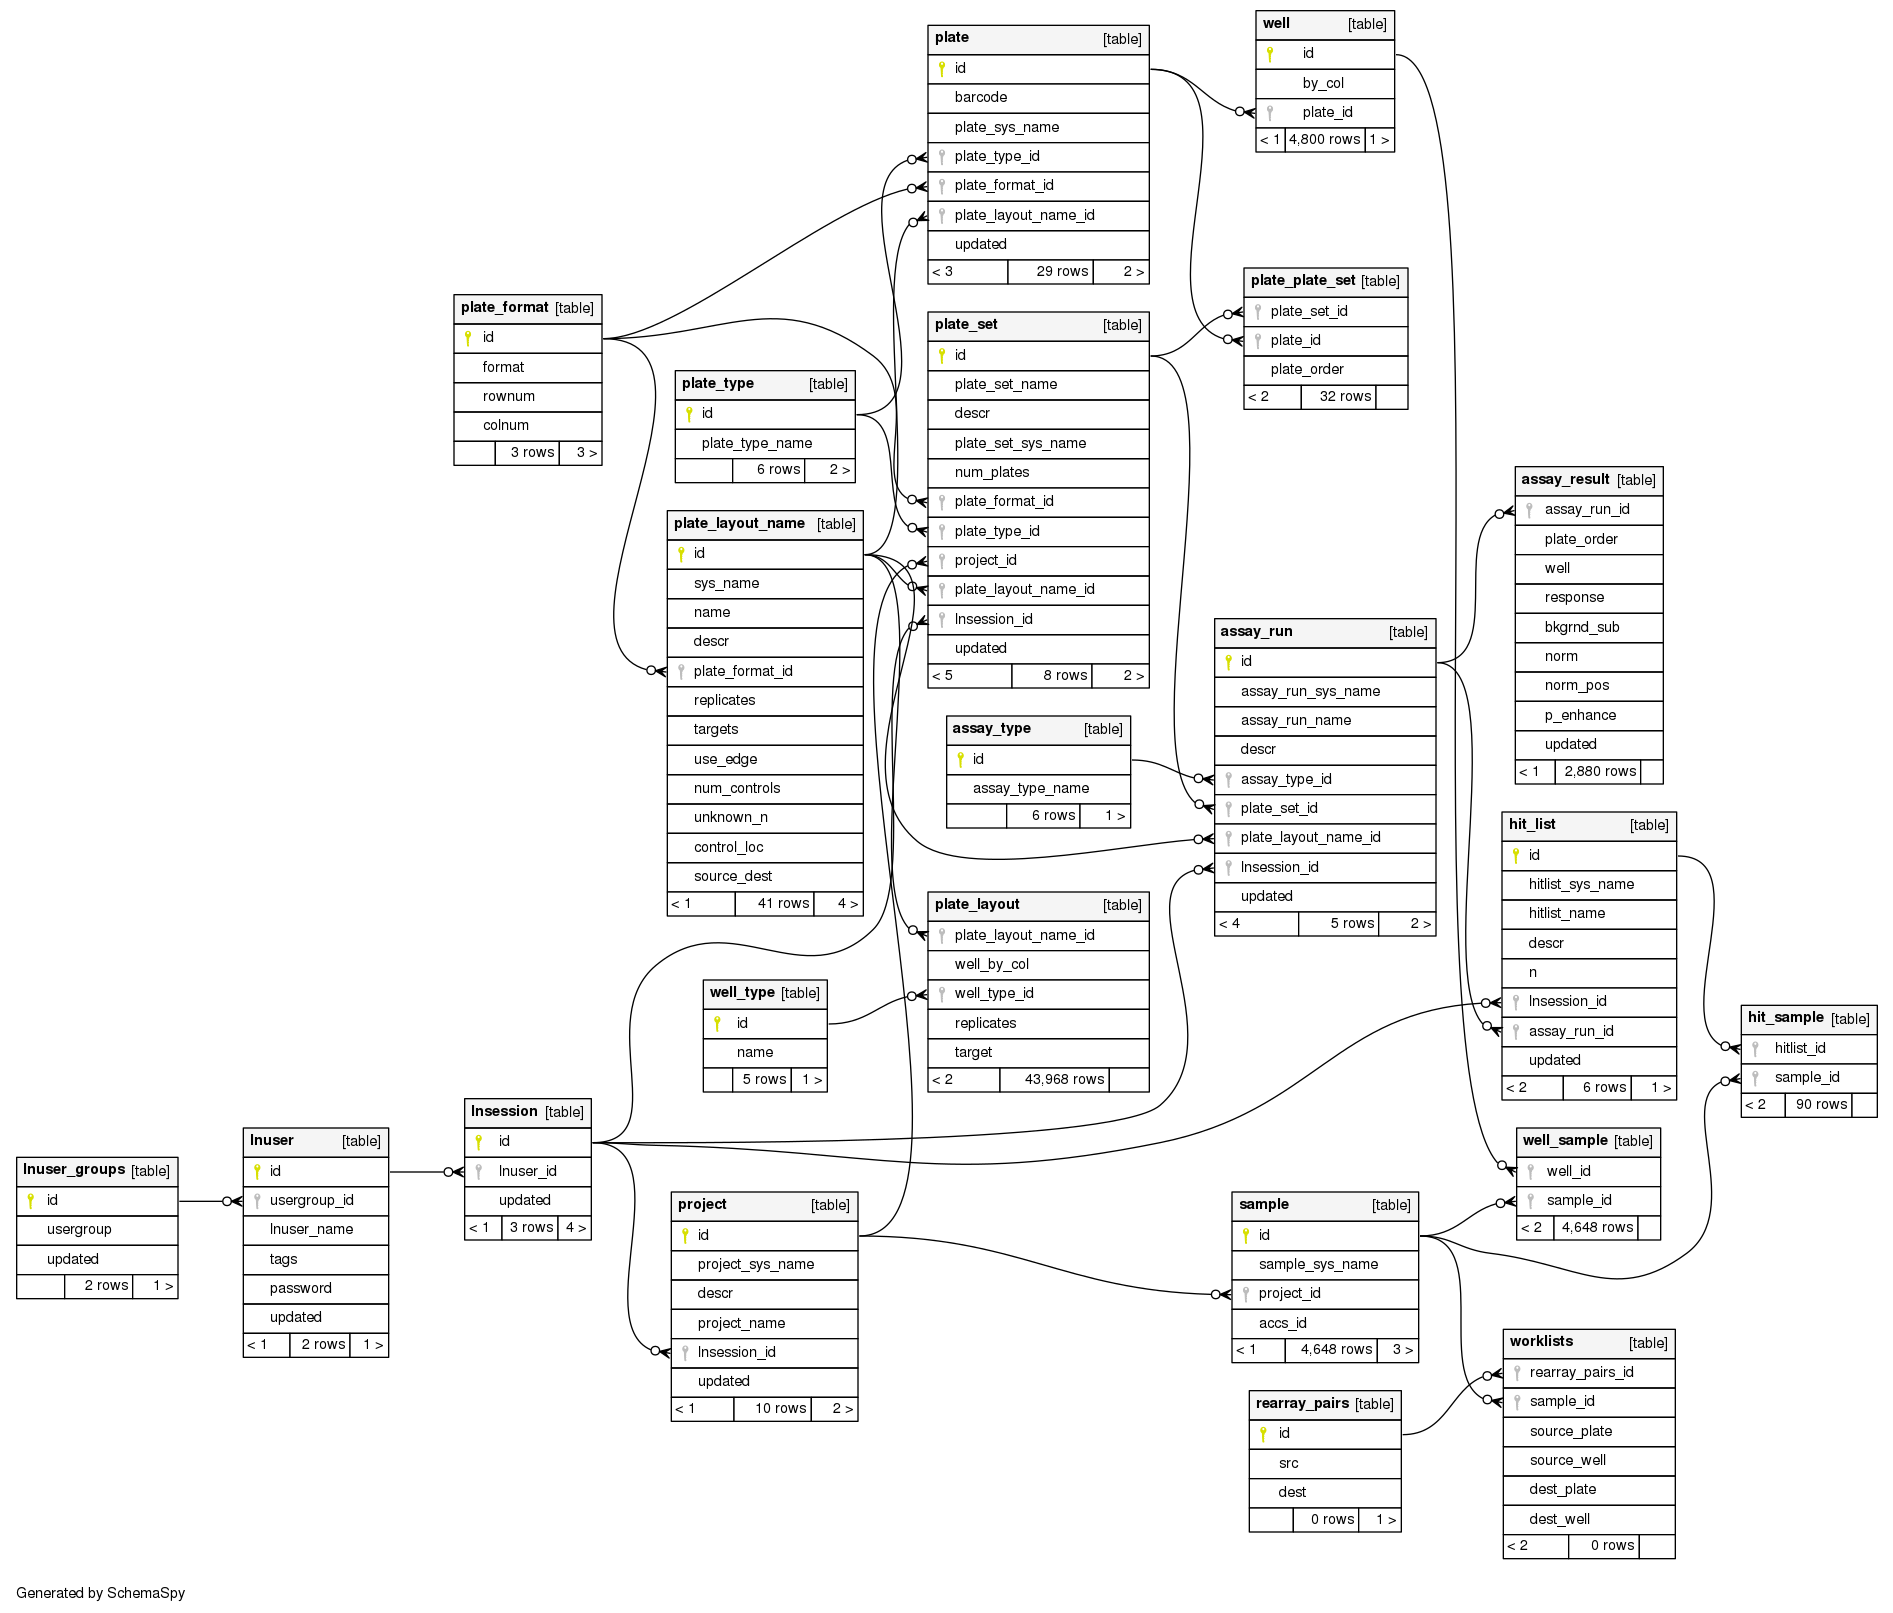 plate [table]
id
barcode
plate_sys_name
plate_type_id
plate_format_id
plate_layout_name_id
updated
< 3 29 rows 2 >
well [table]
id
by_col
plate_id
< 1 4,800 rows 1 >
plate_plate_set [table]
plate_set_id
plate_id
plate_order
< 2 32 rows
plate_format [table]
id
format
rownum
colnum
3 rows 3 >
plate_type [table]
id
plate_type_name
6 rows 2 >
plate_set [table]
id
plate_set_name
descr
plate_set_sys_name
num_plates
plate_format_id
plate_type_id
project_id
plate_layout_name_id
lnsession_id
updated
< 5 8 rows 2 >
plate_layout_name [table]
id
sys_name
name
descr
plate_format_id
replicates
targets
use_edge
num_controls
unknown_n
control_loc
source_dest
< 1 41 rows 4 >
assay_result [table]
assay_run_id
plate_order
well
response
bkgrnd_sub
norm
norm_pos
p_enhance
updated
< 1 2,880 rows
assay_run [table]
id
assay_run_sys_name
assay_run_name
descr
assay_type_id
plate_set_id
plate_layout_name_id
lnsession_id
updated
< 4 5 rows 2 >
assay_type [table]
id
assay_type_name
6 rows 1 >
hit_list [table]
id
hitlist_sys_name
hitlist_name
descr
n
lnsession_id
assay_run_id
updated
< 2 6 rows 1 >
plate_layout [table]
plate_layout_name_id
well_by_col
well_type_id
replicates
target
< 2 43,968 rows
well_type [table]
id
name
5 rows 1 >
hit_sample [table]
hitlist_id
sample_id
< 2 90 rows
lnuser_groups [table]
id
usergroup
updated
2 rows 1 >
lnuser [table]
id
usergroup_id
lnuser_name
tags
password
updated
< 1 2 rows 1 >
lnsession [table]
id
lnuser_id
updated
< 1 3 rows 4 >
project [table]
id
project_sys_name
descr
project_name
lnsession_id
updated
< 1 10 rows 2 >
well_sample [table]
well_id
sample_id
< 2 4,648 rows
sample [table]
id
sample_sys_name
project_id
accs_id
< 1 4,648 rows 3 >
rearray_pairs [table]
id
src
dest
0 rows 1 >
worklists [table]
rearray_pairs_id
sample_id
source_plate
source_well
dest_plate
dest_well
< 2 0 rows
Generated by SchemaSpy